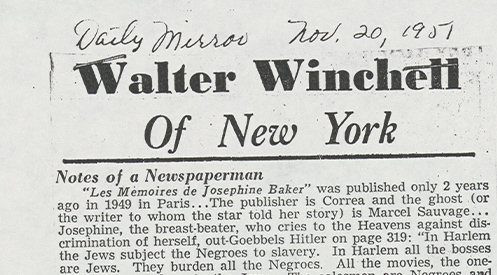 Daily Mirror Nov. 20, 1951
Walter Winchell
Of New York
Notes of a Newspaperman
"Les Mémoires de Josephine Baker" was published only 2 years
ago in 1949 in Paris...The publisher is Correa and the ghost (or
the writer to whom the star told her story) is Marcel Sauvage...
Josephine, the breast-beater, who cries to the Heavens against dis-
crimination of herself, out-Goebbels Hitler on page 319: "In Harlem
the Jews subject the Negroes to slavery. In Harlem all the bosses
are Jews. They burden all the Negroes. All the movies, the one-